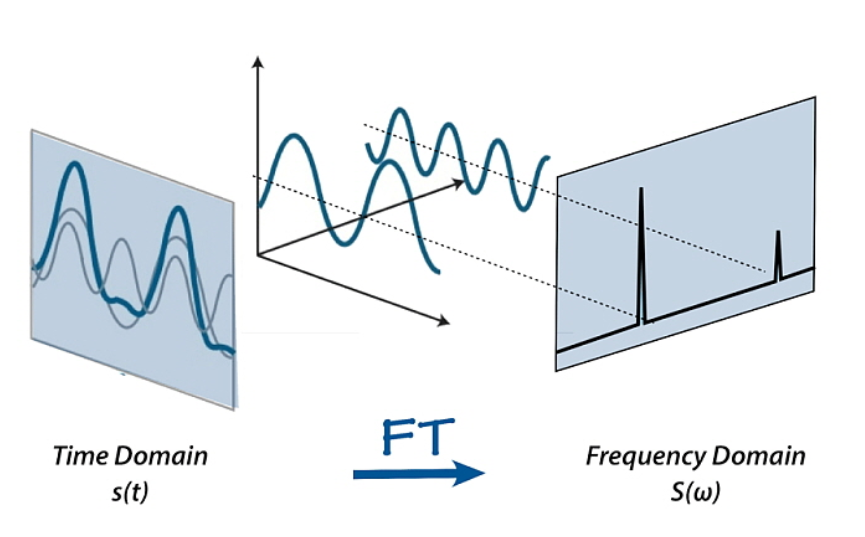 FT
Time Domain
s(t)
Frequency Domain
S(ω)